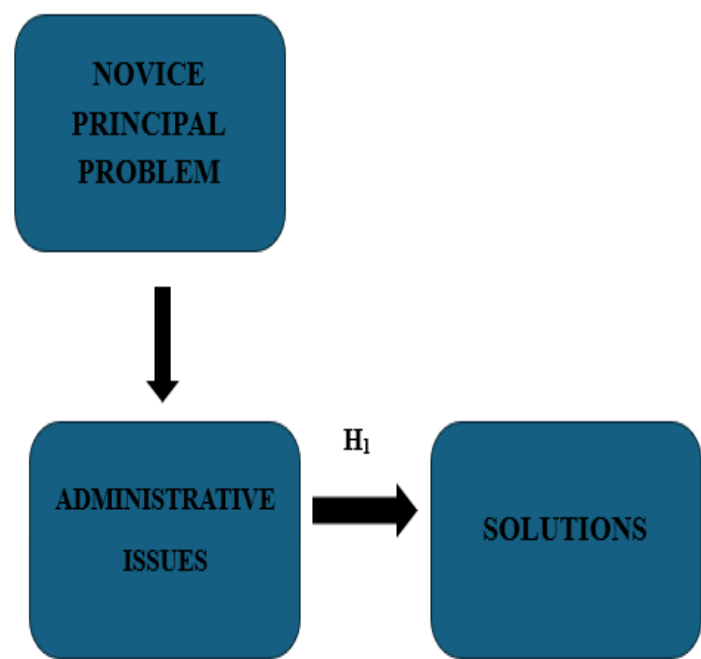 NOVICE
PRINCIPAL
PROBLEM
H₁
ADMINISTRATIVE
ISSUES
SOLUTIONS